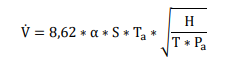 V̇ = 8,62 * α * S * Tₐ * √(H / (T * Pₐ))